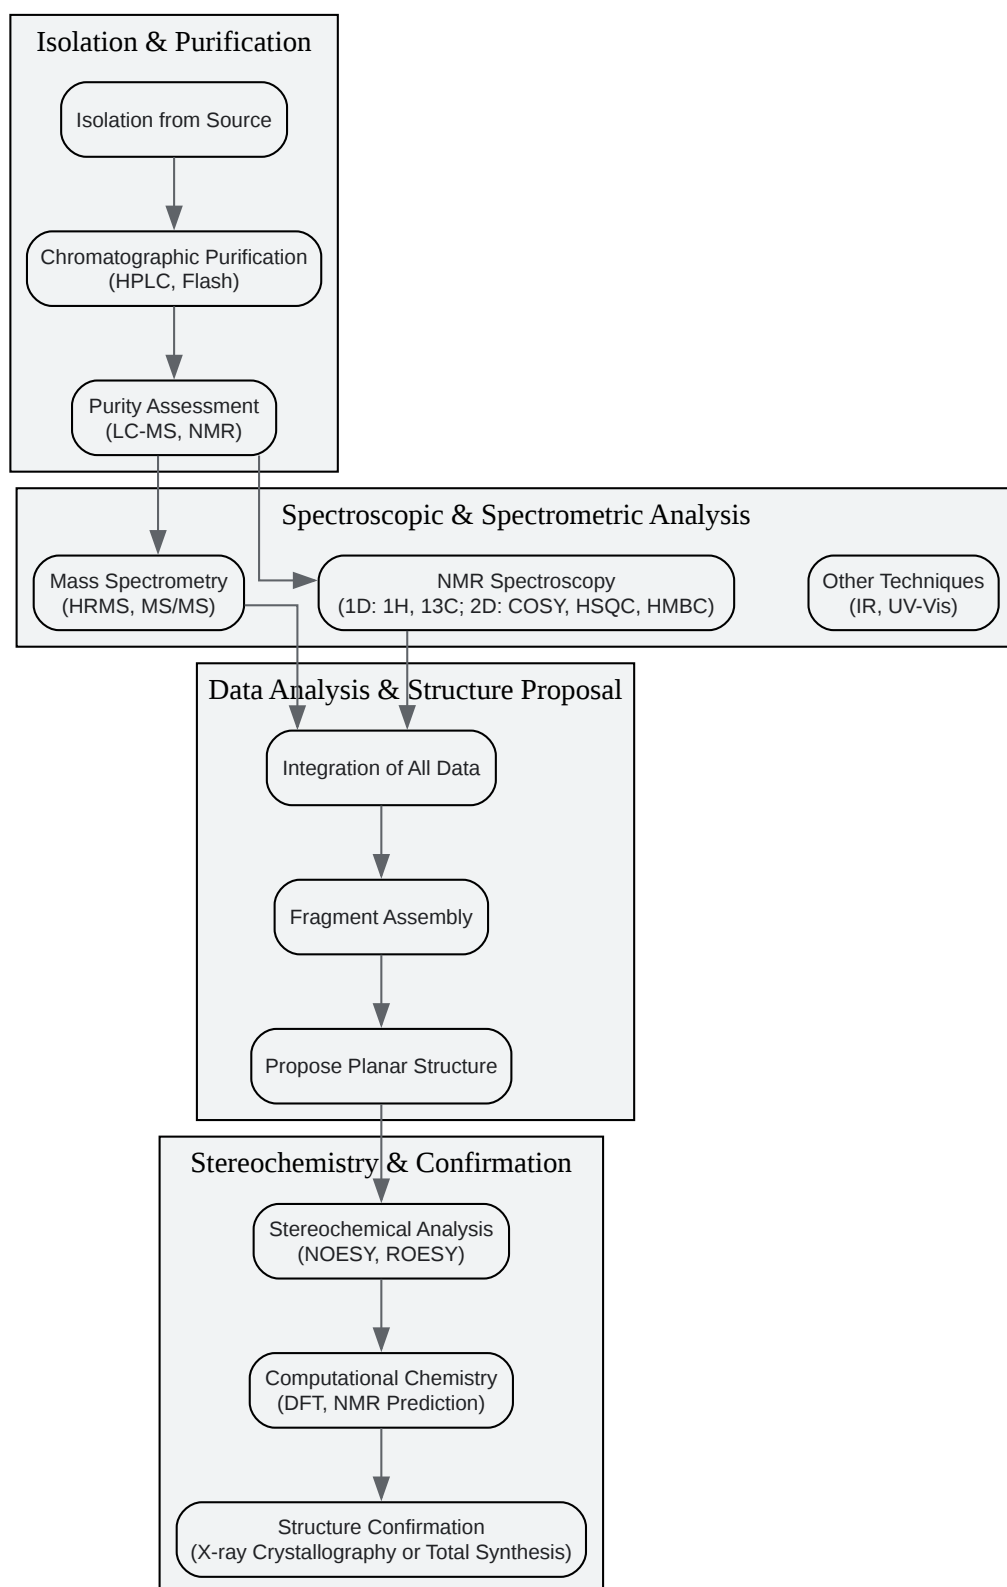 Isolation & Purification
Isolation from Source
Chromatographic Purification
(HPLC, Flash)
Purity Assessment
(LC-MS, NMR)
Spectroscopic & Spectrometric Analysis
Mass Spectrometry
(HRMS, MS/MS)
NMR Spectroscopy
(1D: 1H, 13C; 2D: COSY, HSQC, HMBC)
Other Techniques
(IR, UV-Vis)
Data Analysis & Structure Proposal
Integration of All Data
Fragment Assembly
Propose Planar Structure
Stereochemistry & Confirmation
Stereochemical Analysis
(NOESY, ROESY)
Computational Chemistry
(DFT, NMR Prediction)
Structure Confirmation
(X-ray Crystallography or Total Synthesis)